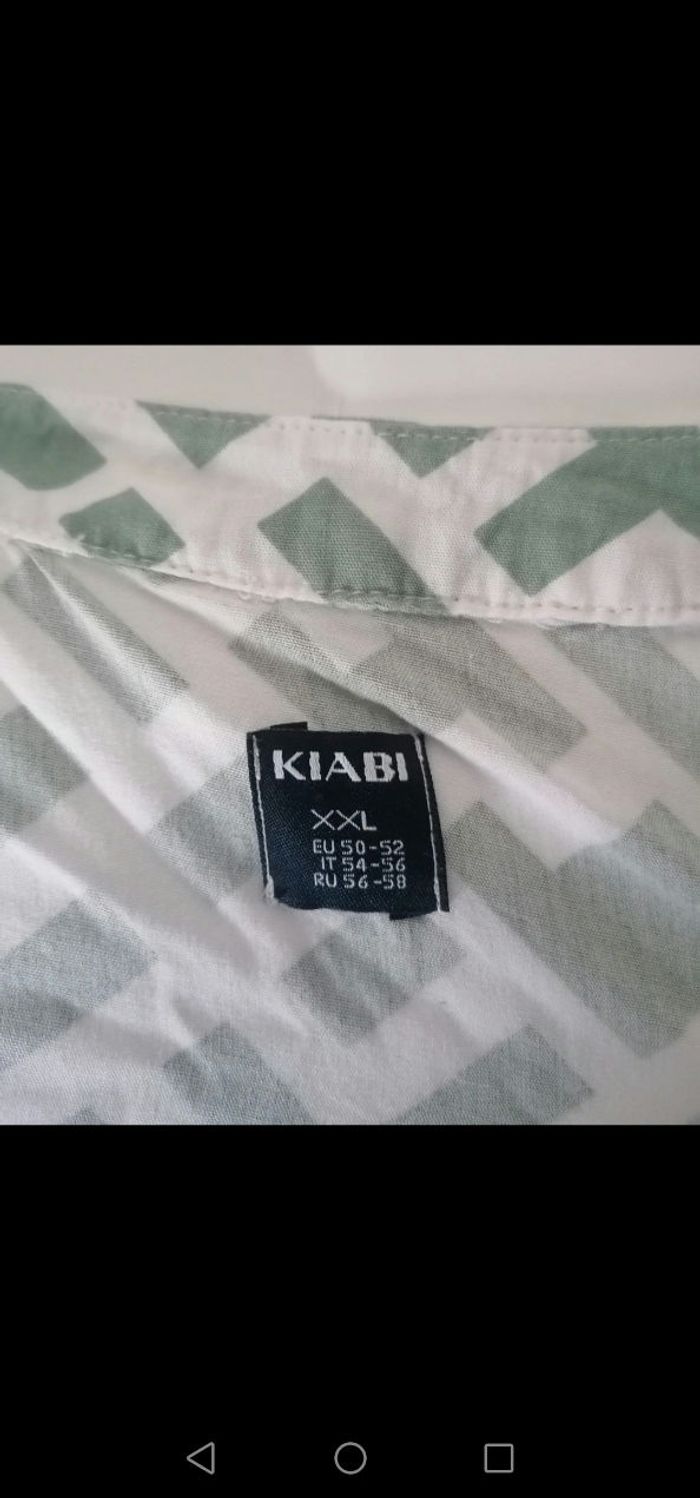 KIABI
XXL
EU 50-52
IT 54-56
RU 56-58